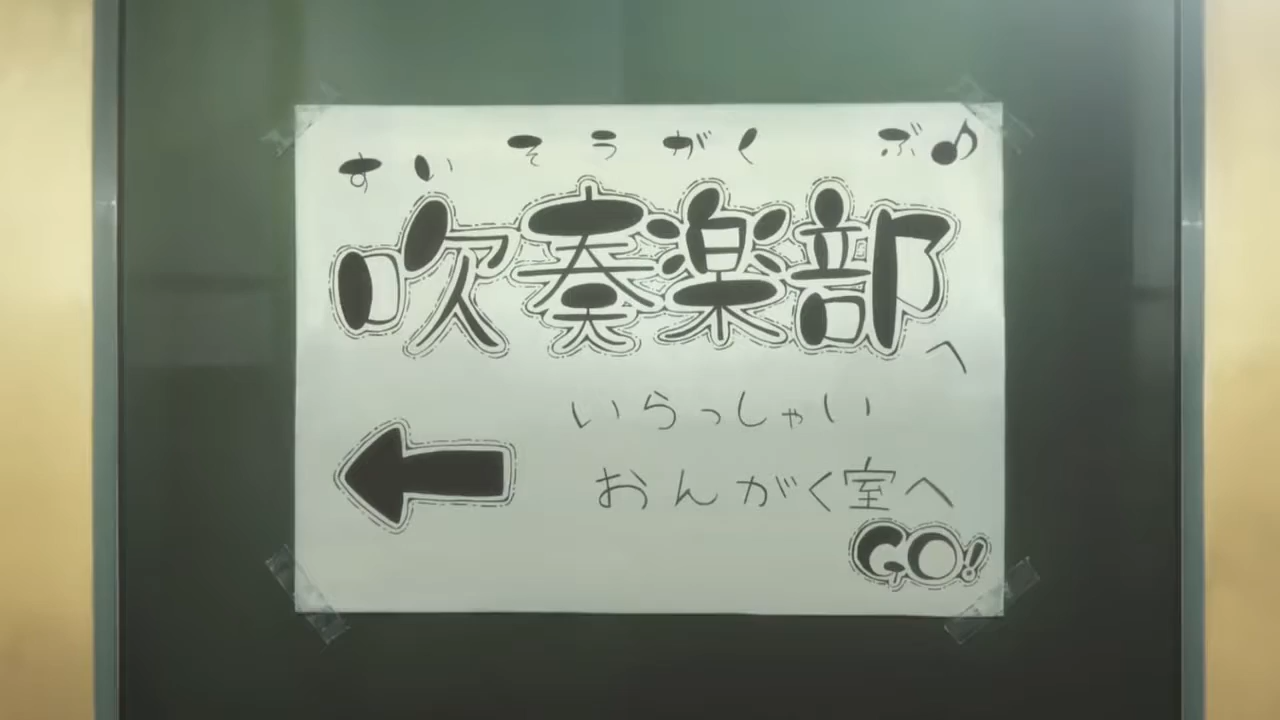 すいそうがくぶ♪
吹奏楽部へ
いらっしゃい
おんがく室へ
GO!